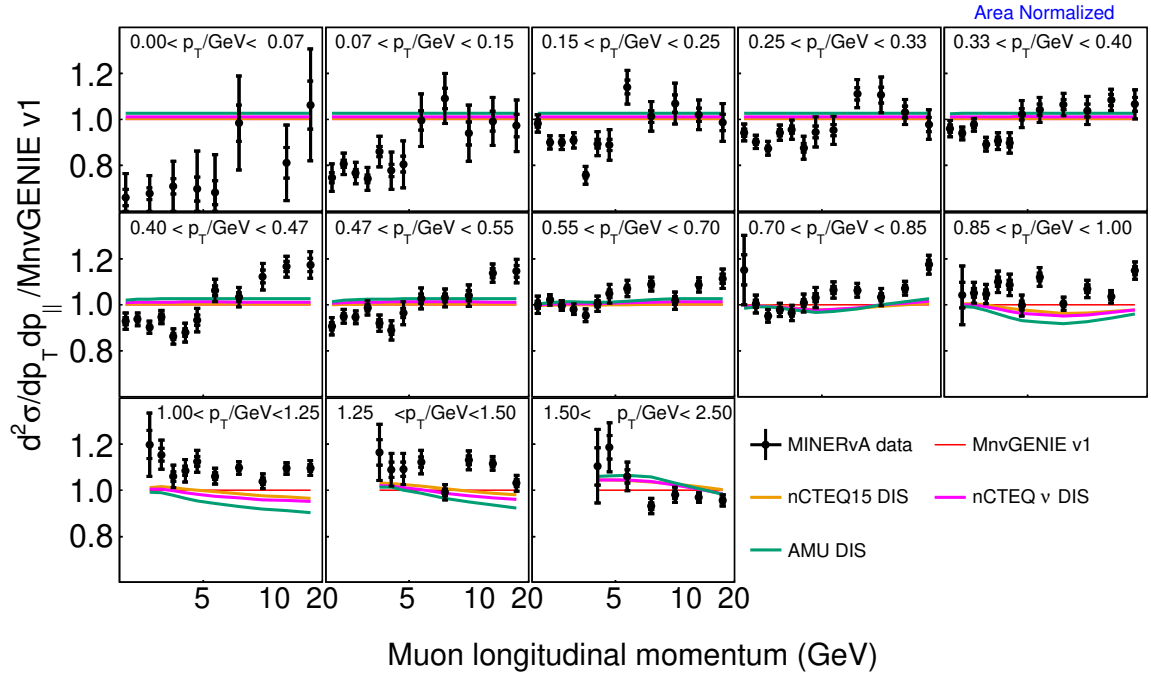 Area Normalized
0.00< p_T/GeV< 0.07
0.07 < p_T/GeV < 0.15
0.15 < p_T/GeV < 0.25
0.25 < p_T/GeV < 0.33
0.33 < p_T/GeV < 0.40
1.2
1.0
0.8
0.40 < p_T/GeV < 0.47
0.47 < p_T/GeV < 0.55
0.55 < p_T/GeV < 0.70
0.70 < p_T/GeV < 0.85
0.85 < p_T/GeV < 1.00
1.2
1.0
0.8
1.00< p_T/GeV<1.25
1.25 <p_T/GeV<1.50
1.50< p_T/GeV< 2.50
1.2
1.0
0.8
d²σ/dp_T dp_|| /MnvGENIE v1
MINERvA data
MnvGENIE v1
nCTEQ15 DIS
nCTEQ ν DIS
AMU DIS
5 10 20 5 10 20 5 10 20
Muon longitudinal momentum (GeV)